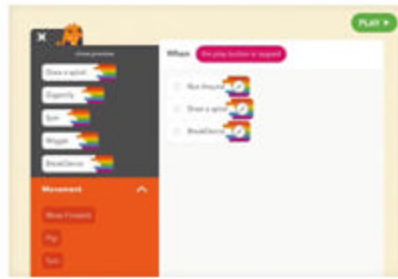 PLAY
When the play button is tapped
Draw a spiral
Run Around
Draw a spiral
Spin
BreakDance
Wiggle
BreakDance
Movement
Move Forward
Flip
Turn